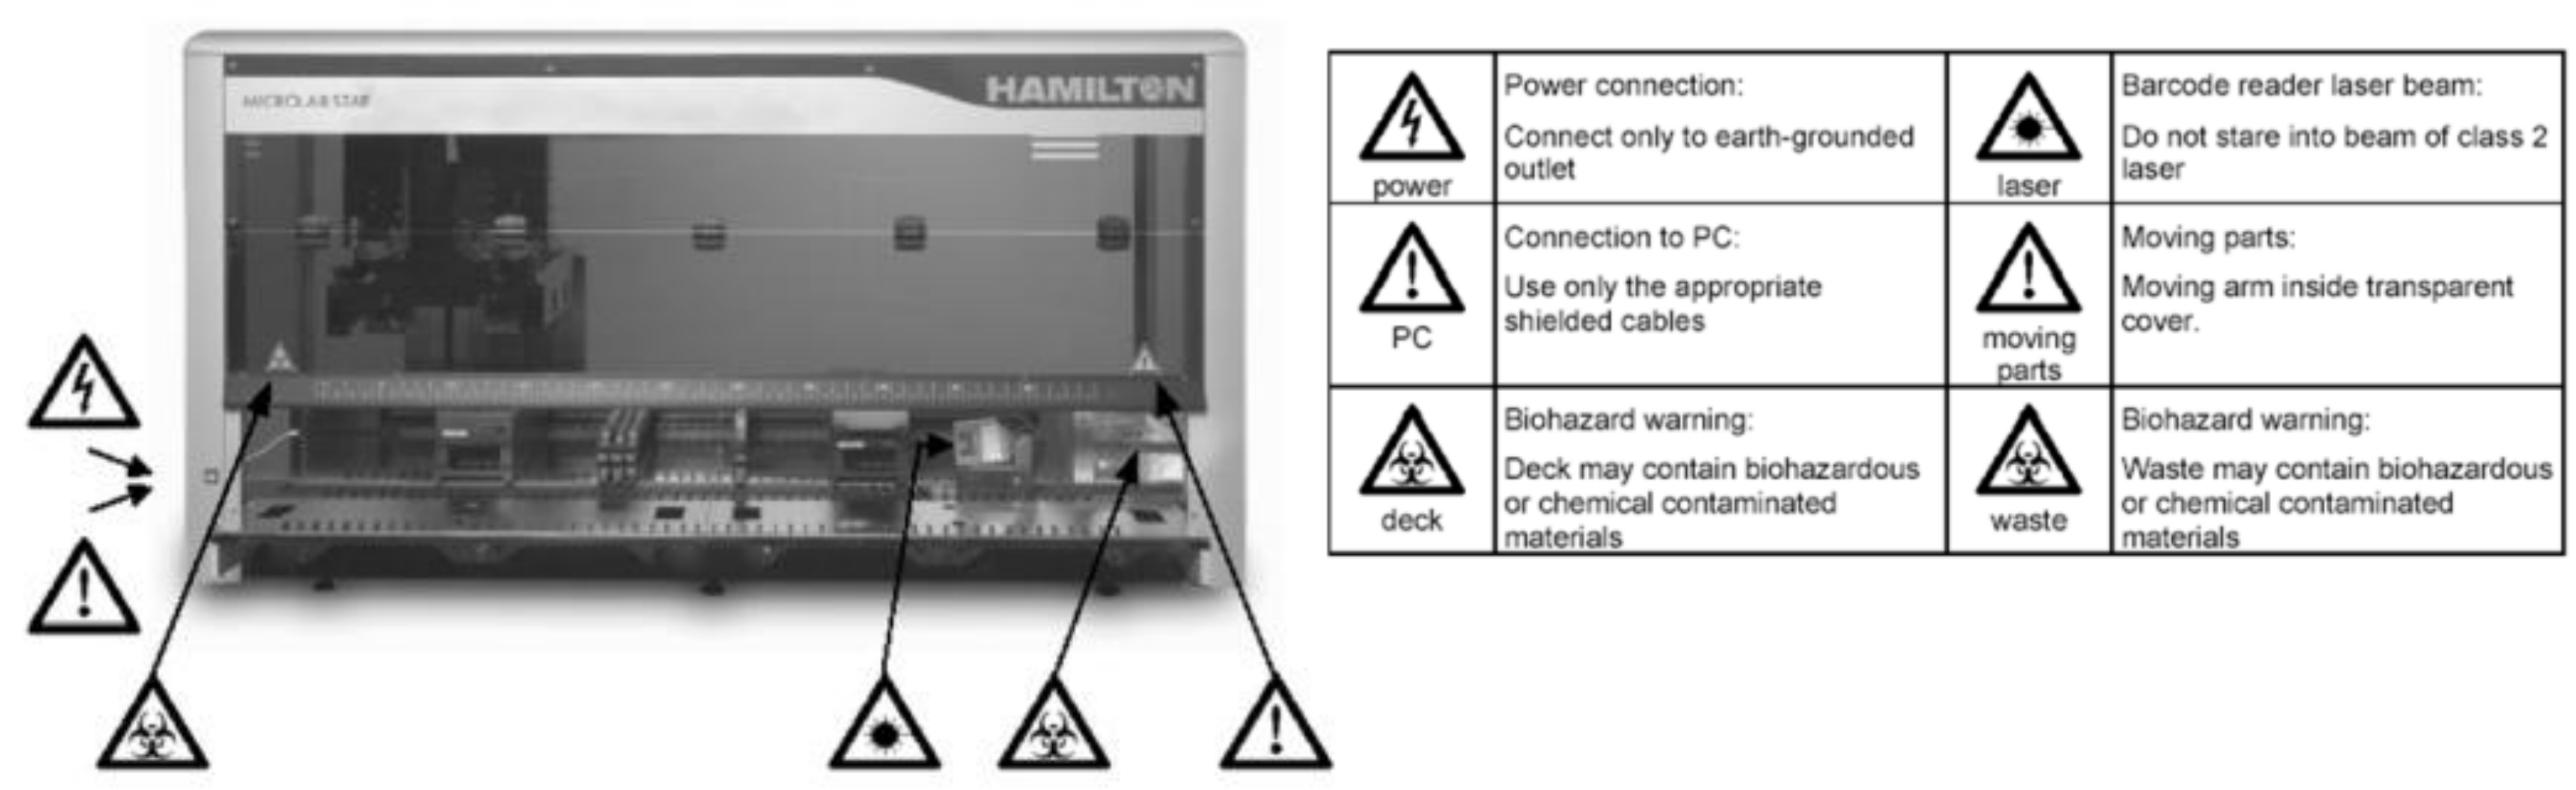 MICROLAB STAR
HAMILTON
power
Power connection:
Connect only to earth-grounded
outlet
laser
Barcode reader laser beam:
Do not stare into beam of class 2
laser
PC
Connection to PC:
Use only the appropriate
shielded cables
moving
parts
Moving parts:
Moving arm inside transparent
cover.
deck
Biohazard warning:
Deck may contain biohazardous
or chemical contaminated
materials
waste
Biohazard warning:
Waste may contain biohazardous
or chemical contaminated
materials